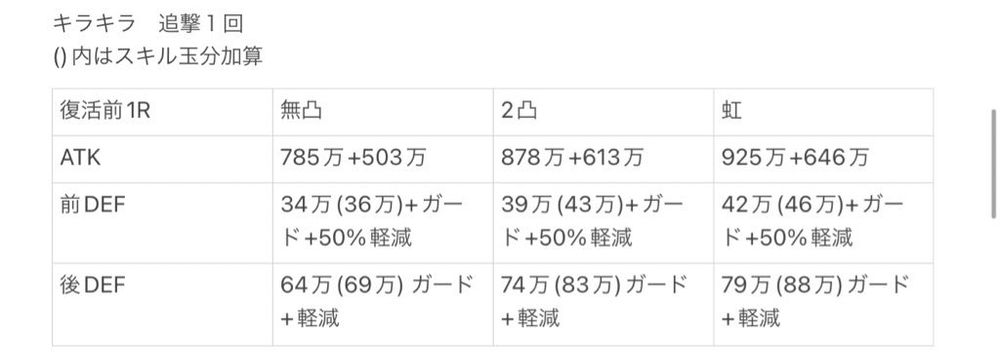 キラキラ　追撃1回
()内はスキル玉分加算
復活前1R 無凸 2凸 虹
ATK 785万+503万 878万+613万 925万+646万
前DEF 34万(36万)+ガー 39万(43万)+ガー 42万(46万)+ガー
ド+50%軽減 ド+50%軽減 ド+50%軽減
後DEF 64万(69万) ガード 74万(83万)ガード 79万(88万)ガード
+軽減 +軽減 +軽減